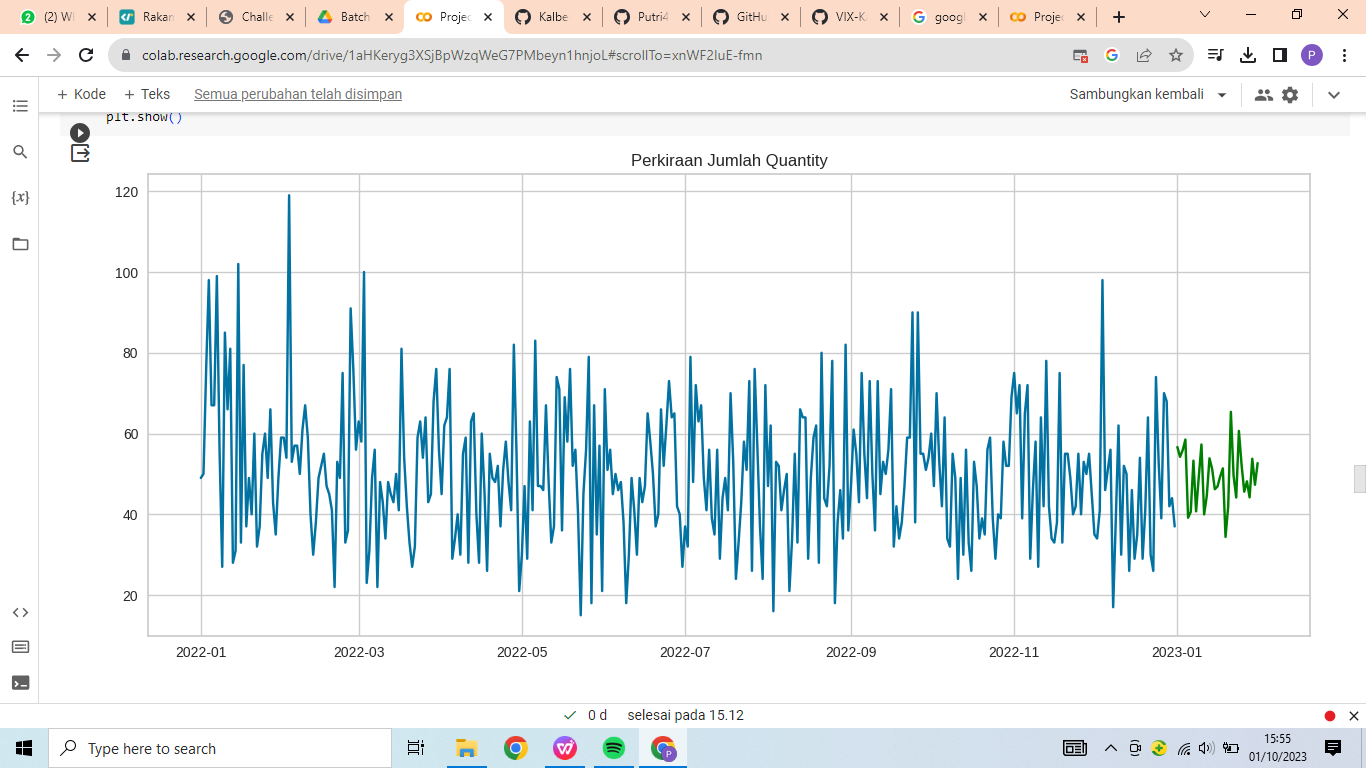 (2) W
Rakan
Challe
Batch
Projec
Kalbe
Putri4
GitHu
VIX-K
googl
Projec
colab.research.google.com/drive/1aHKeryg3XSjBpWzqWeG7PMbeyn1hnjoL#scrollTo=xnWF2IuE-fmn
P
+ Kode + Teks Semua perubahan telah disimpan Sambungkan kembali
plt.show()
{x}
Perkiraan Jumlah Quantity
120
100
80
60
40
20
2022-01 2022-03 2022-05 2022-07 2022-09 2022-11 2023-01
0 d selesai pada 15.12
Type here to search
15:55
01/10/2023